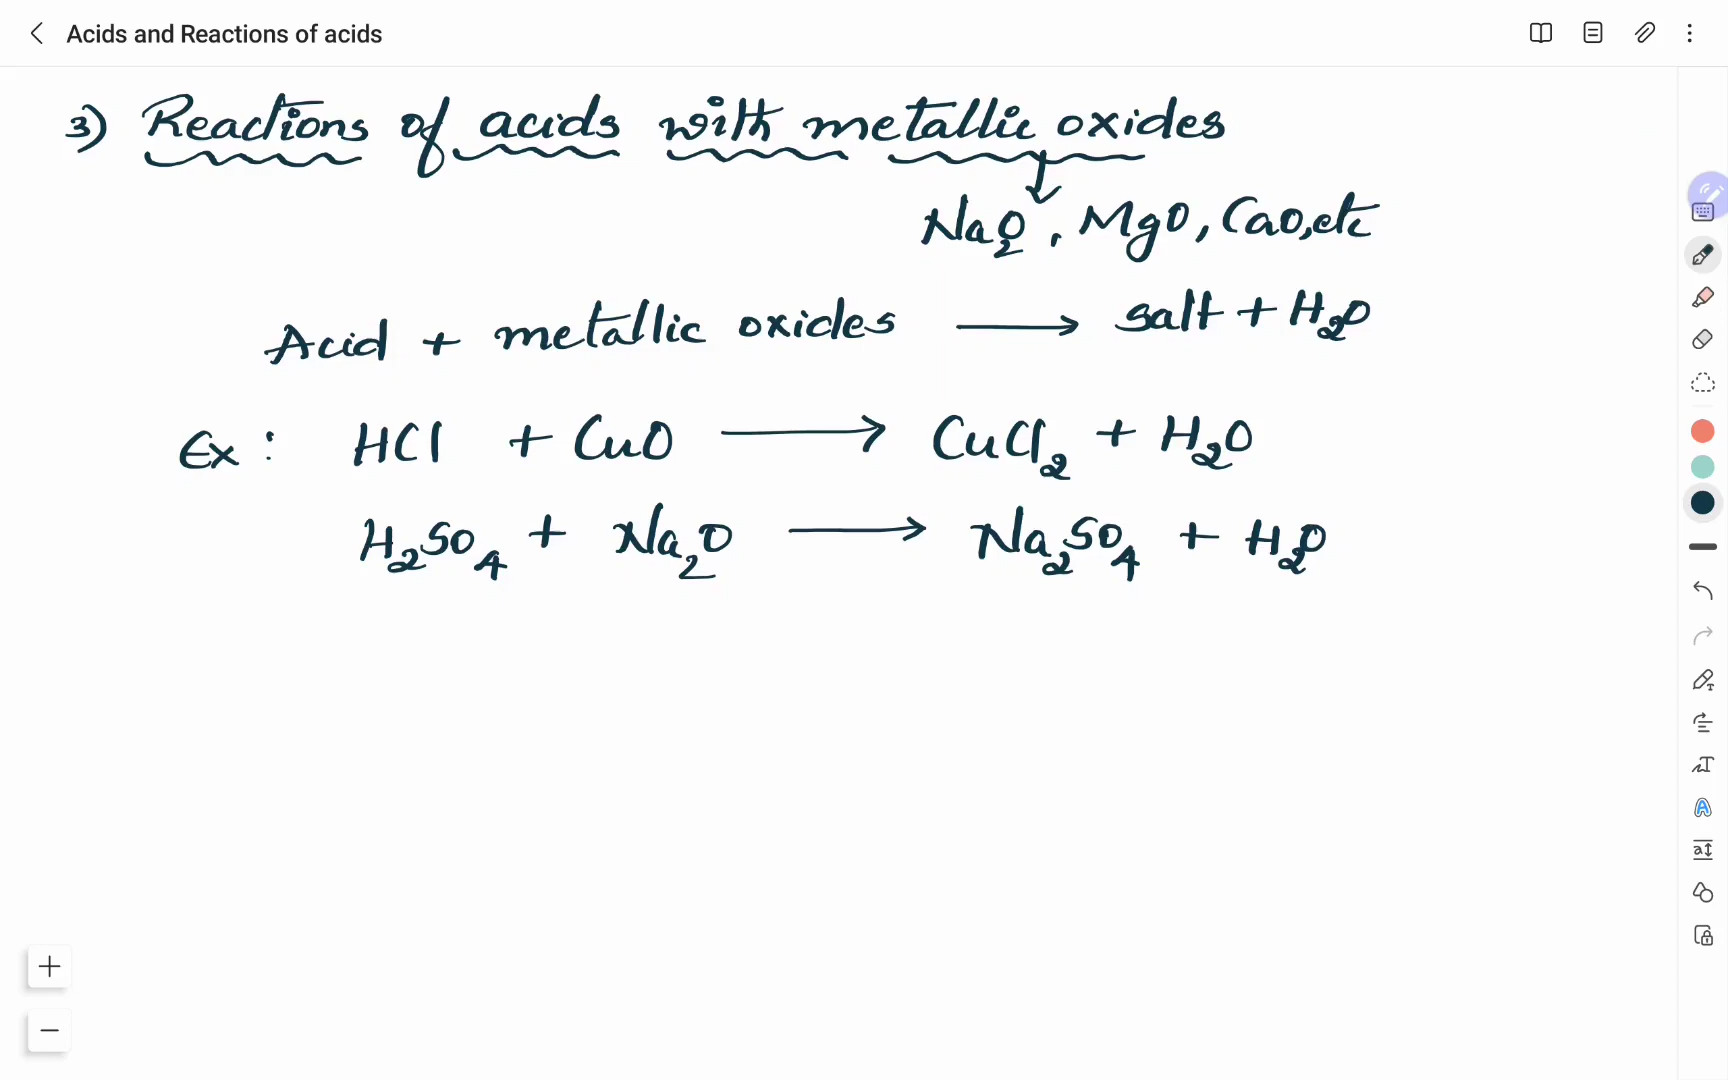 Acids and Reactions of acids
3) Reactions of acids with metallic oxides
↓
Na₂O, MgO, CaO, etc
Acid + metallic oxides ⟶ salt + H₂O
Ex : HCl + CuO ⟶ CuCl₂ + H₂O
H₂SO₄ + Na₂O ⟶ Na₂SO₄ + H₂O